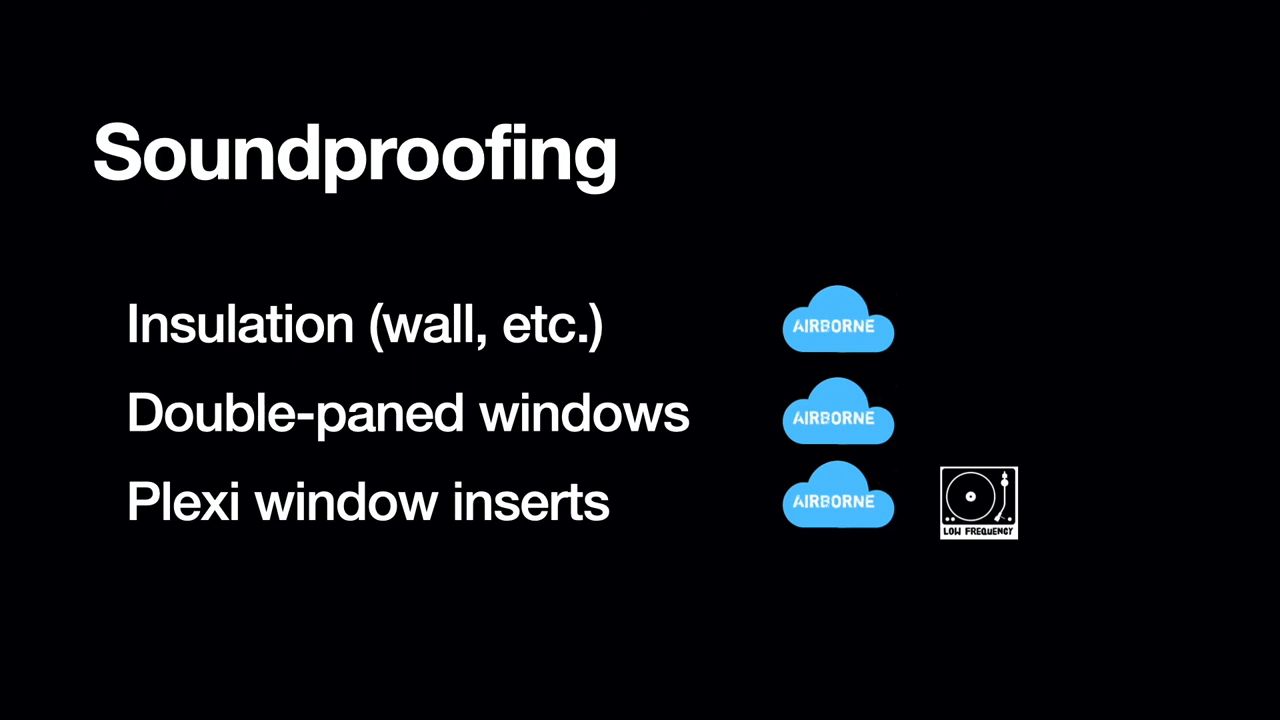 Soundproofing
Insulation (wall, etc.)
AIRBORNE
Double-paned windows
AIRBORNE
Plexi window inserts
AIRBORNE
LOW FREQUENCY